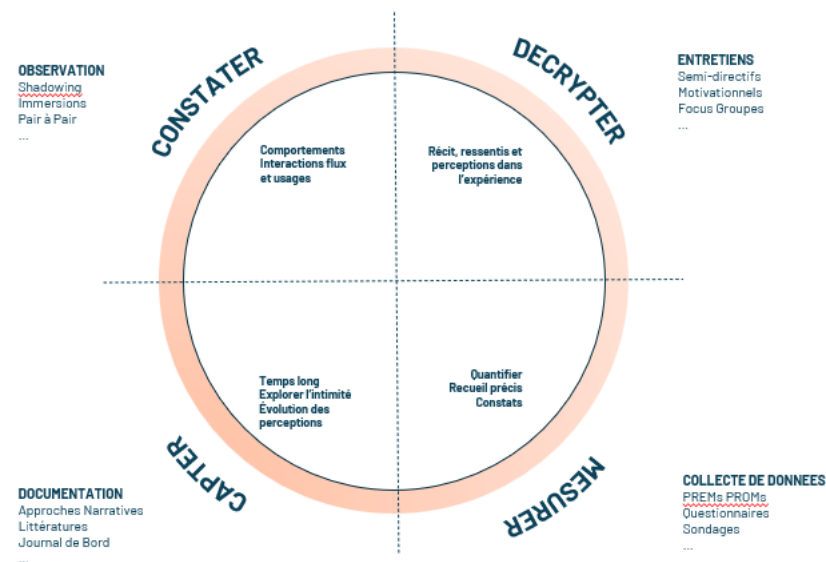 CONSTATER
DECRYPTER
OBSERVATION
Shadowing
Immersions
Pair à Pair
...
ENTRETIENS
Semi-directifs
Motivationnels
Focus Groupes
...
Comportements
Interactions flux
et usages
Récit, ressentis et
perceptions dans
l'expérience
Temps long
Explorer l'intimité
Évolution des
perceptions
Quantifier
Recueil précis
Constats
CAPTER
MESURER
DOCUMENTATION
Approches Narratives
Littératures
Journal de Bord
...
COLLECTE DE DONNEES
PREMs PROMs
Questionnaires
Sondages
...